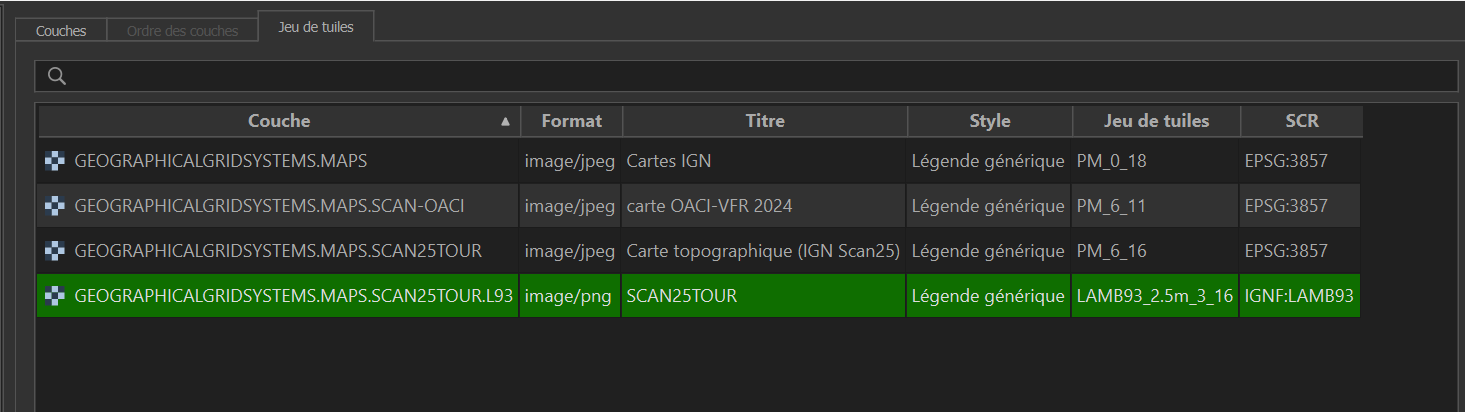 Couches Ordre des couches Jeu de tuiles
Couche Format Titre Style Jeu de tuiles SCR
GEOGRAPHICALGRIDSYSTEMS.MAPS image/jpeg Cartes IGN Légende générique PM_0_18 EPSG:3857
GEOGRAPHICALGRIDSYSTEMS.MAPS.SCAN-OACI image/jpeg carte OACI-VFR 2024 Légende générique PM_6_11 EPSG:3857
GEOGRAPHICALGRIDSYSTEMS.MAPS.SCAN25TOUR image/jpeg Carte topographique (IGN Scan25) Légende générique PM_6_16 EPSG:3857
GEOGRAPHICALGRIDSYSTEMS.MAPS.SCAN25TOUR.L93 image/png SCAN25TOUR Légende générique LAMB93_2.5m_3_16 IGNF:LAMB93